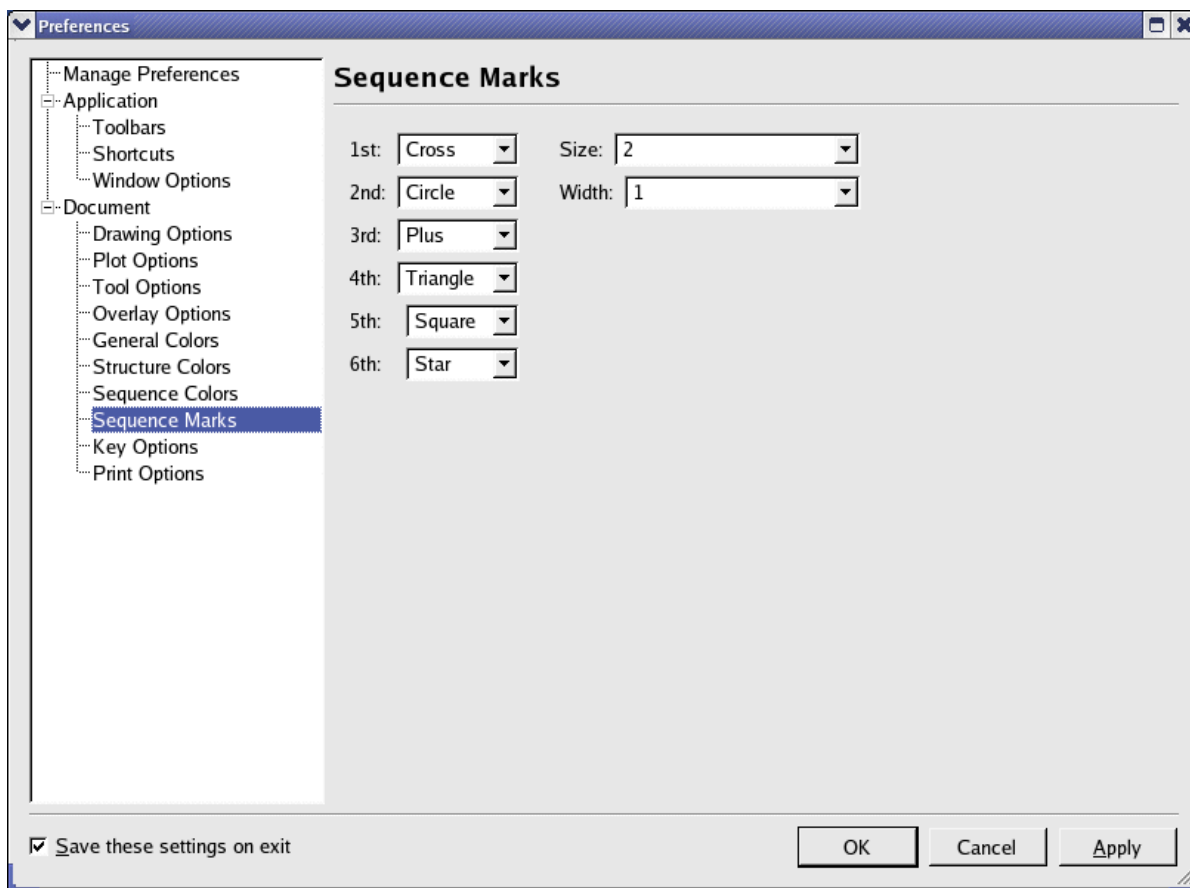 Preferences
Manage Preferences
Application
Toolbars
Shortcuts
Window Options
Document
Drawing Options
Plot Options
Tool Options
Overlay Options
General Colors
Structure Colors
Sequence Colors
Sequence Marks
Key Options
Print Options
Sequence Marks
1st: Cross Size: 2
2nd: Circle Width: 1
3rd: Plus
4th: Triangle
5th: Square
6th: Star
Save these settings on exit
OK Cancel Apply